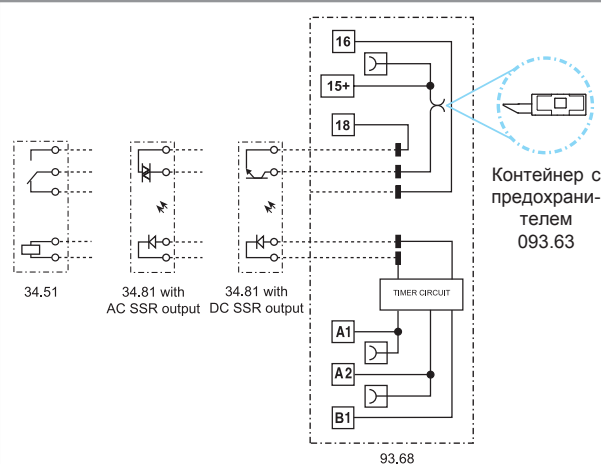 16
15+
18
Контейнер с
предохрани-
телем
093.63
34.51
34.81 with
AC SSR output
34.81 with
DC SSR output
TIMER CIRCUIT
A1
A2
B1
93.68